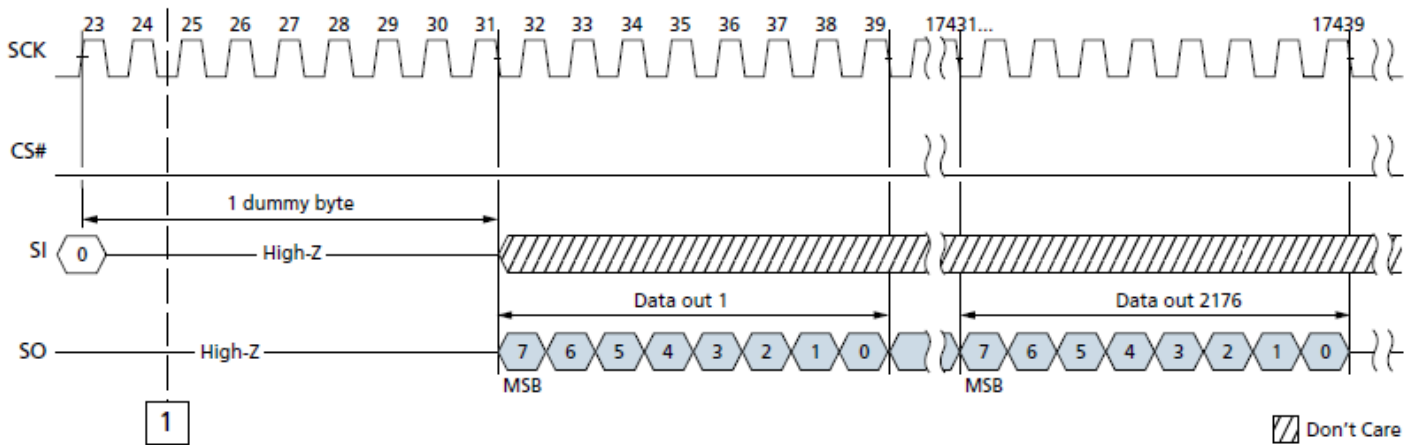 23 24 25 26 27 28 29 30 31 32 33 34 35 36 37 38 39 17431... 17439
SCK
CS#
1 dummy byte
SI 0 High-Z
Data out 1 Data out 2176
SO High-Z 7 6 5 4 3 2 1 0 7 6 5 4 3 2 1 0
MSB MSB
1
Don't Care